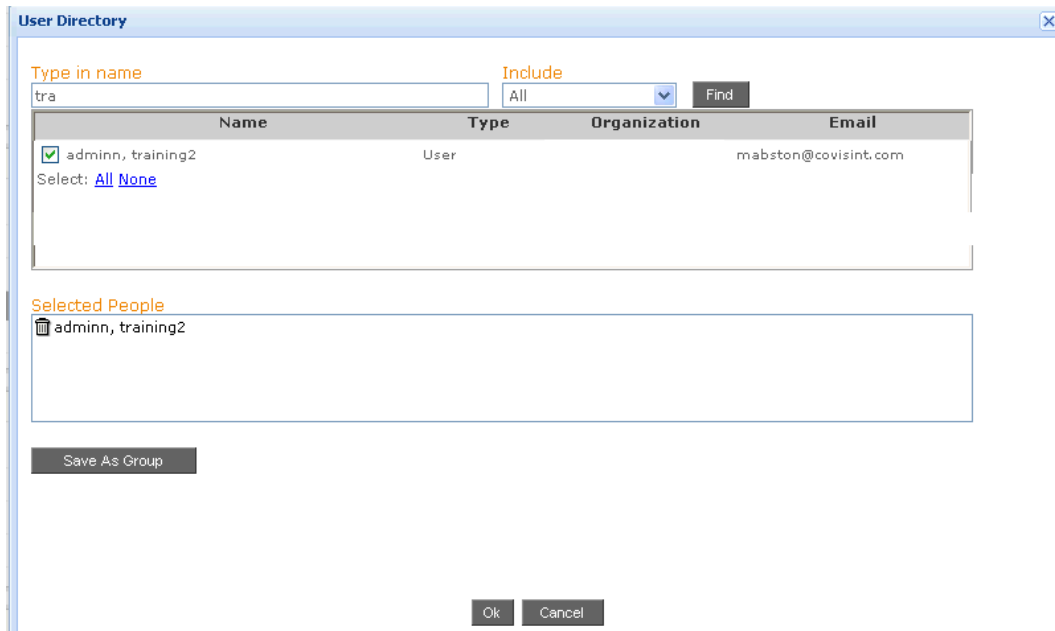 User Directory
Type in name Include
tra All Find
Name Type Organization Email
adminn, training2 User mabston@covisint.com
Select: All None
Selected People
adminn, training2
Save As Group
Ok Cancel